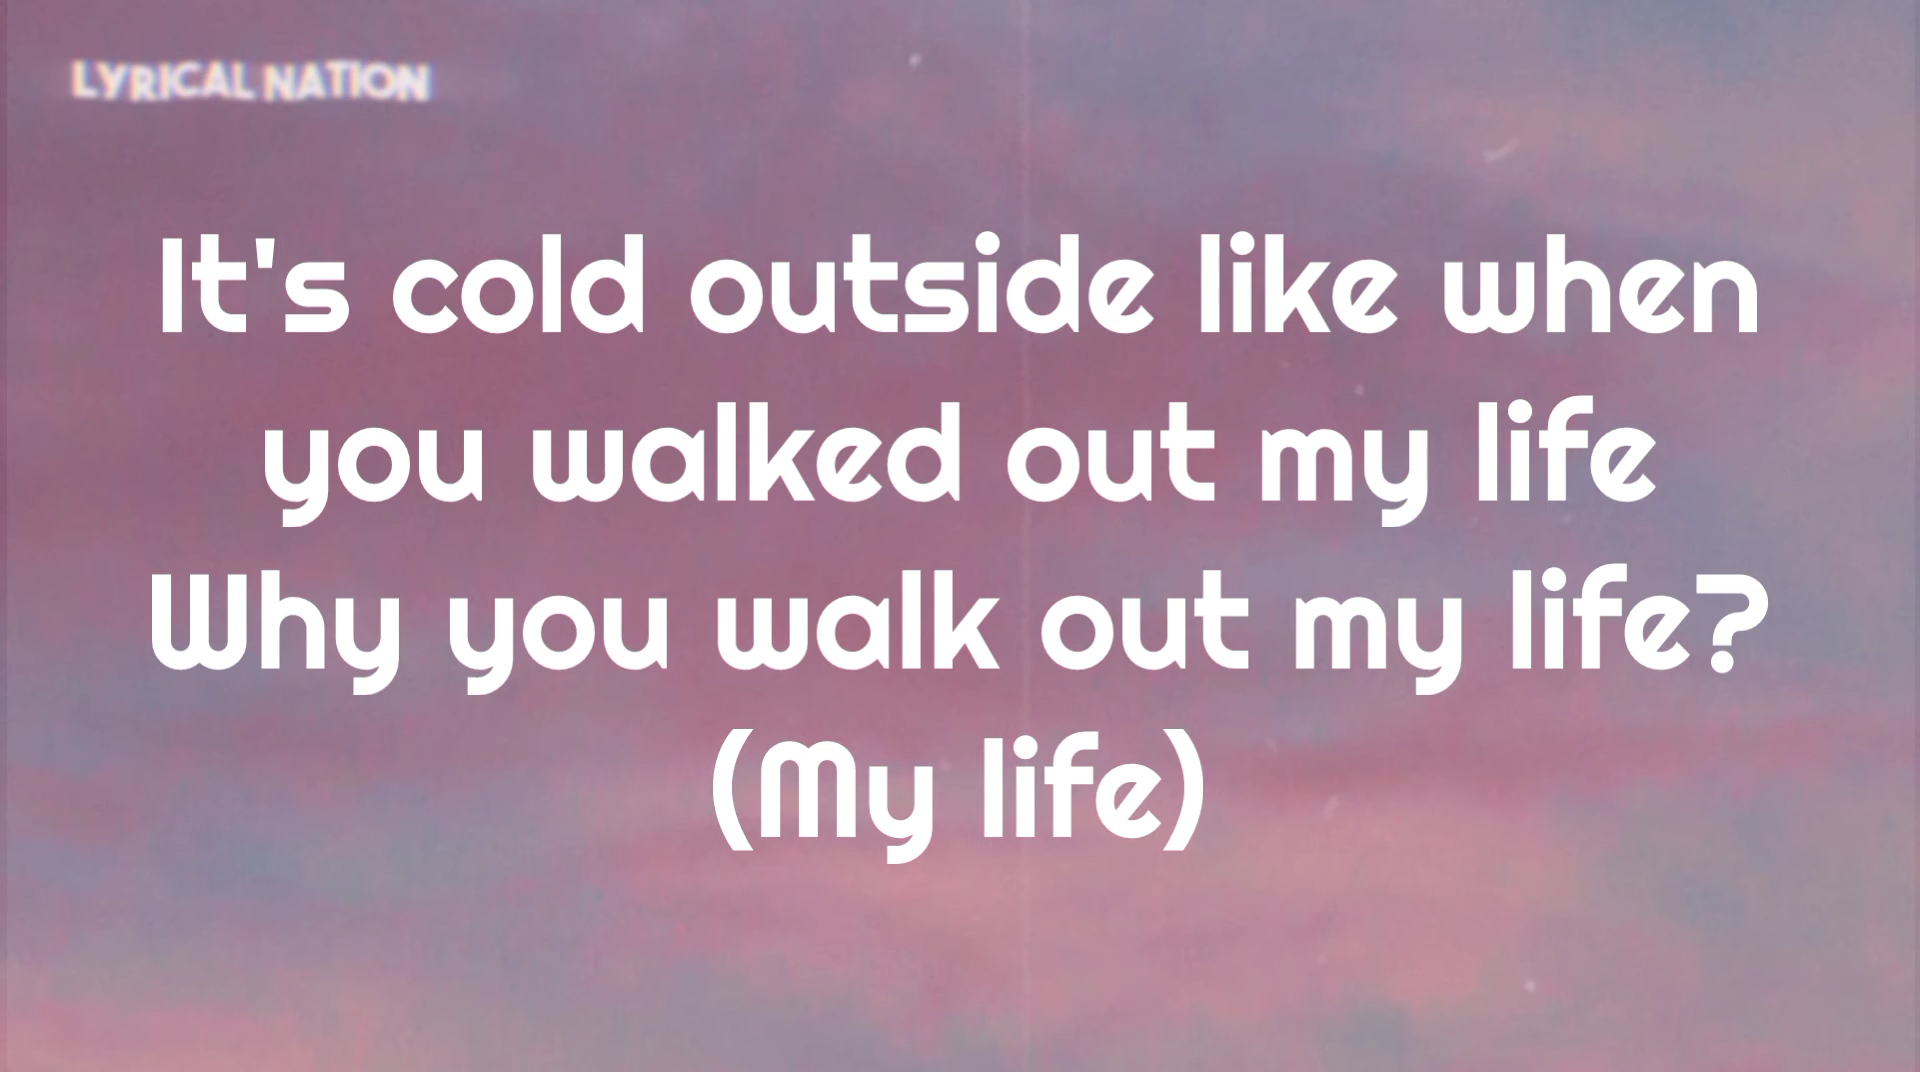 LYRICAL NATION
It's cold outside like when
you walked out my life
Why you walk out my life?
(My life)